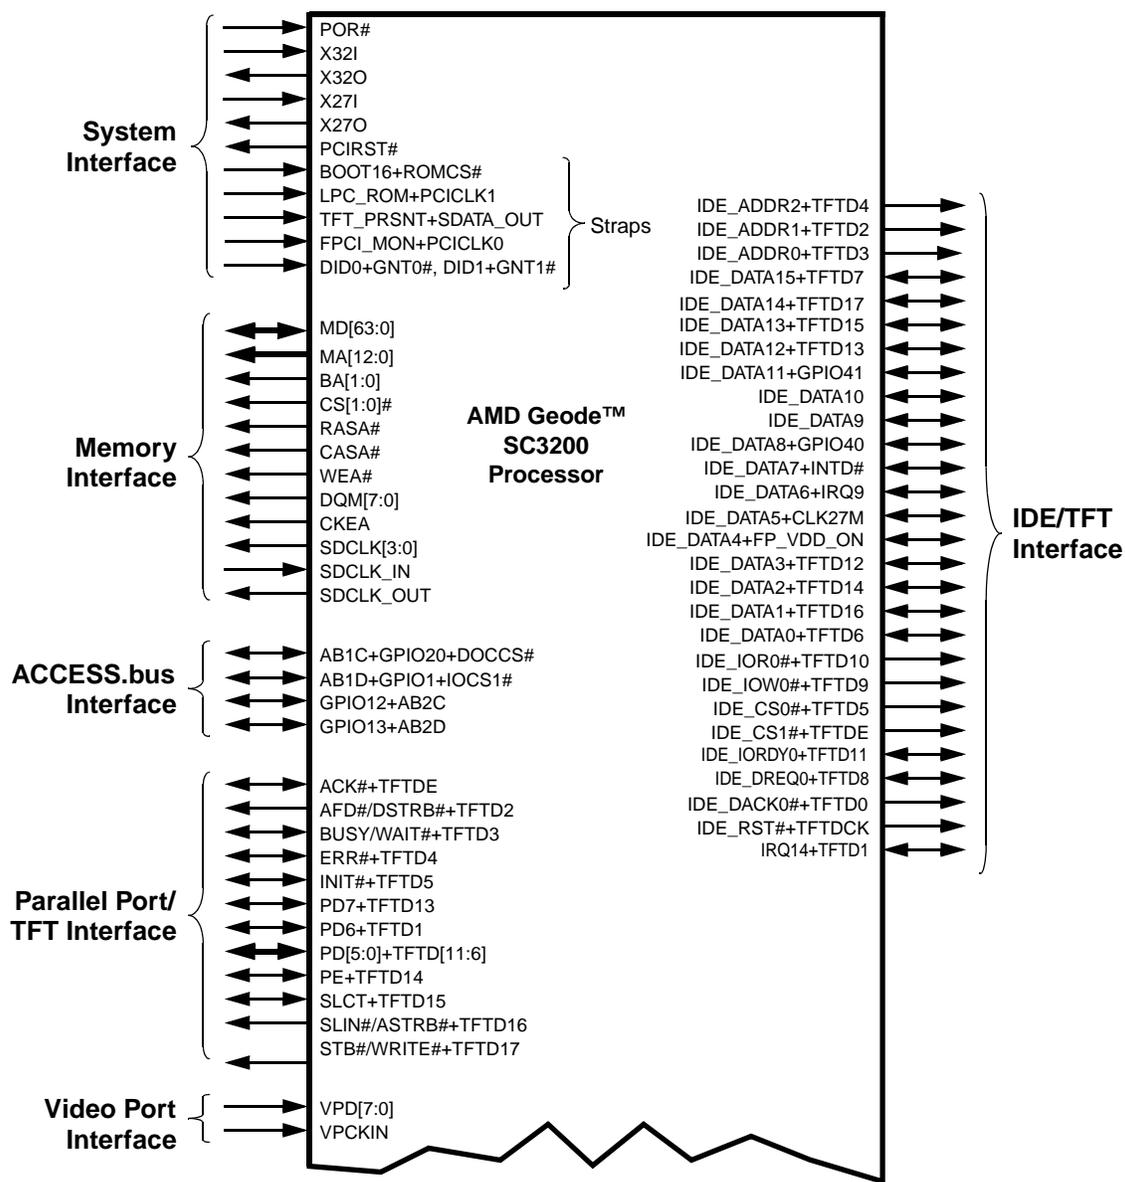 System
Interface
POR#
X32I
X32O
X27I
X27O
PCIRST#
BOOT16+ROMCS#
LPC_ROM+PCICLK1
TFT_PRSNT+SDATA_OUT
FPCI_MON+PCICLK0
DID0+GNT0#, DID1+GNT1#
Straps
Memory
Interface
MD[63:0]
MA[12:0]
BA[1:0]
CS[1:0]#
RASA#
CASA#
WEA#
DQM[7:0]
CKEA
SDCLK[3:0]
SDCLK_IN
SDCLK_OUT
ACCESS.bus
Interface
AB1C+GPIO20+DOCCS#
AB1D+GPIO1+IOCS1#
GPIO12+AB2C
GPIO13+AB2D
Parallel Port/
TFT Interface
ACK#+TFTDE
AFD#/DSTRB#+TFTD2
BUSY/WAIT#+TFTD3
ERR#+TFTD4
INIT#+TFTD5
PD7+TFTD13
PD6+TFTD1
PD[5:0]+TFTD[11:6]
PE+TFTD14
SLCT+TFTD15
SLIN#/ASTRB#+TFTD16
STB#/WRITE#+TFTD17
Video Port
Interface
VPD[7:0]
VPCKIN
AMD Geode™
SC3200
Processor
IDE_ADDR2+TFTD4
IDE_ADDR1+TFTD2
IDE_ADDR0+TFTD3
IDE_DATA15+TFTD7
IDE_DATA14+TFTD17
IDE_DATA13+TFTD15
IDE_DATA12+TFTD13
IDE_DATA11+GPIO41
IDE_DATA10
IDE_DATA9
IDE_DATA8+GPIO40
IDE_DATA7+INTD#
IDE_DATA6+IRQ9
IDE_DATA5+CLK27M
IDE_DATA4+FP_VDD_ON
IDE_DATA3+TFTD12
IDE_DATA2+TFTD14
IDE_DATA1+TFTD16
IDE_DATA0+TFTD6
IDE_IOR0#+TFTD10
IDE_IOW0#+TFTD9
IDE_CS0#+TFTD5
IDE_CS1#+TFTDE
IDE_IORDY0+TFTD11
IDE_DREQ0+TFTD8
IDE_DACK0#+TFTD0
IDE_RST#+TFTDCK
IRQ14+TFTD1
IDE/TFT
Interface